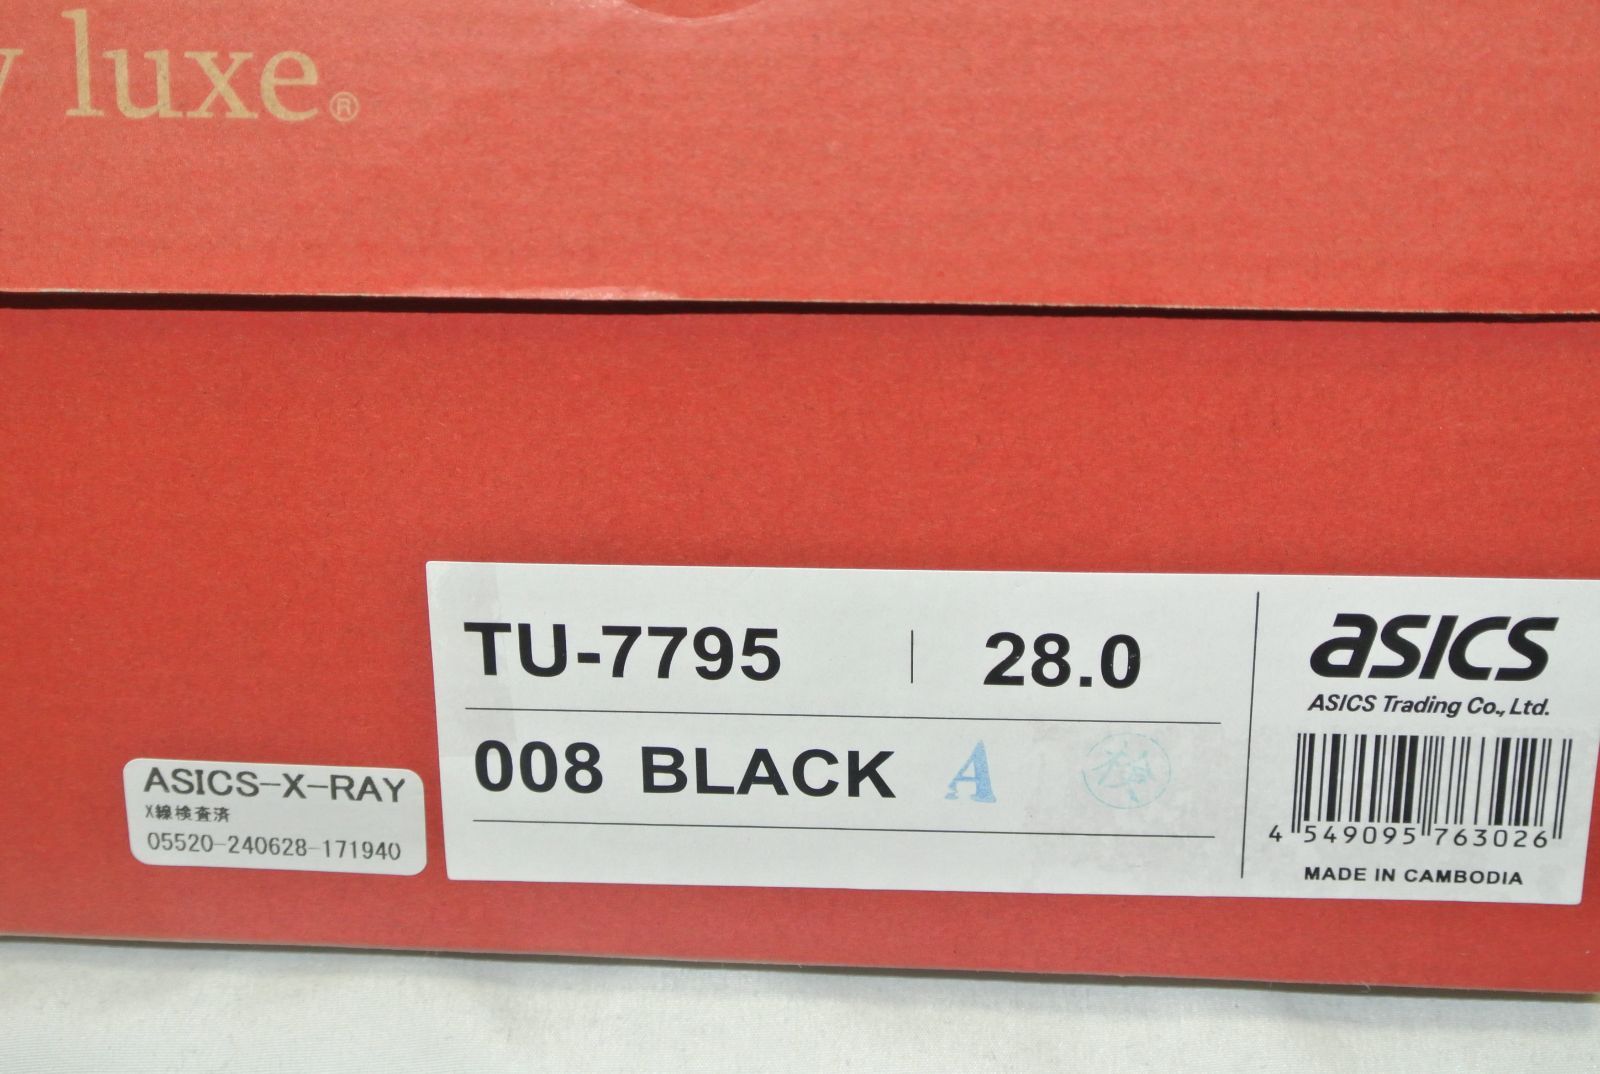 luxe®
TU-7795 | 28.0
008 BLACK A
asics
ASICS Trading Co., Ltd.
4 549095 763026
MADE IN CAMBODIA
ASICS-X-RAY
X線検査済
05520-240628-171940